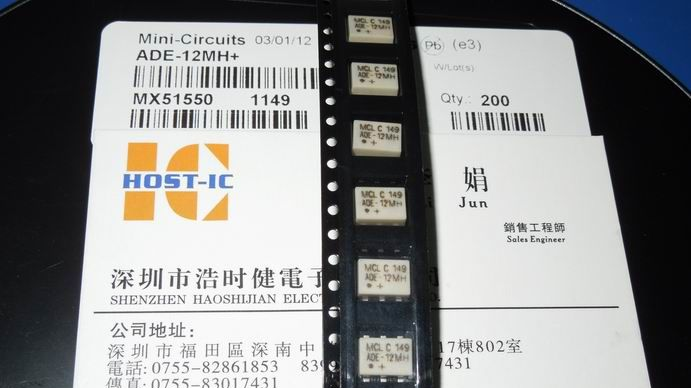 Mini-Circuits 03/01/12
Pb (e3)
ADE-12MH+
W/Lot(s)
MX51550 1149
Qty.: 200
MCL C 149
ADE-12MH
+
MCL C 149
ADE-12MH
+
MCL C 149
ADE-12MH
+
MCL C 149
ADE-12MH
+
MCL C 149
ADE-12MH
+
MCL C 149
ADE-12MH
IC
HOST-IC
娟
Jun
銷售工程師
Sales Engineer
深圳市浩时健電子 司
SHENZHEN HAOSHIJIAN ELECT
公司地址:
深圳市福田區深南中 17棟802室
電話: 0755-82861853 7431
傳真: 0755-83017431